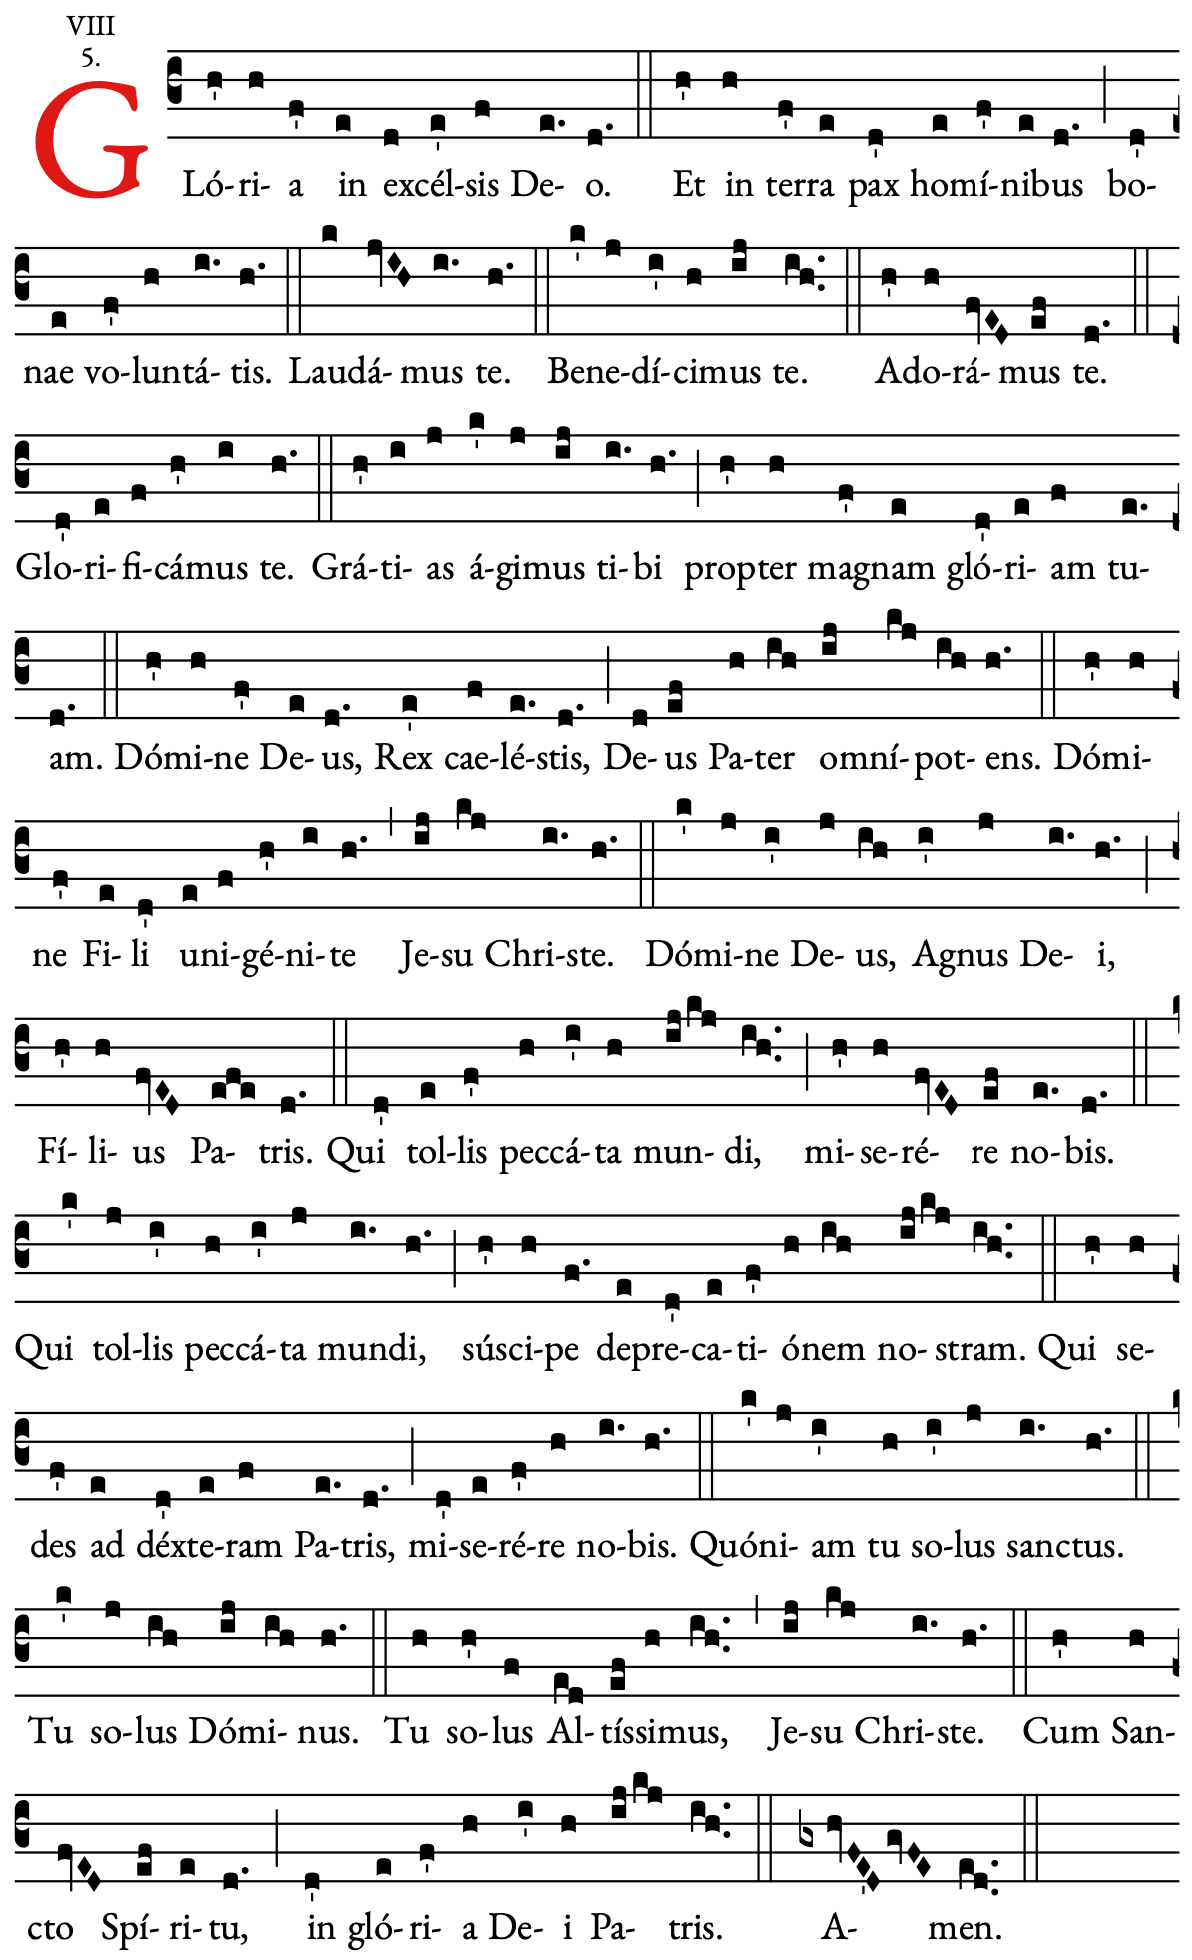 VIII
5.
GLó-ri-a in excél-sis De-o. Et in terra pax homí-nibus bo-
nae vo-luntá-tis. Laudá-mus te. Bene-dí-cimus te. Ado-rá-mus te.
Glo-ri-fi-cámus te. Grá-ti-as á-gimus ti-bi propter magnam gló-ri-am tu-
am. Dómi-ne De-us, Rex cae-lé-stis, De-us Pa-ter omní-pot-ens. Dómi-
ne Fi-li uni-gé-ni-te Je-su Chri-ste. Dómi-ne De-us, Agnus De-i,
Fí-li-us Pa-tris. Qui tol-lis peccá-ta mun-di, mi-se-ré-re no-bis.
Qui tol-lis peccá-ta mundi, súsci-pe depre-ca-ti-ónem no-stram. Qui se-
des ad déxte-ram Pa-tris, mi-se-ré-re no-bis. Quóni-am tu so-lus sanctus.
Tu so-lus Dómi-nus. Tu so-lus Al-tíssimus, Je-su Chri-ste. Cum San-
cto Spí-ri-tu, in gló-ri-a De-i Pa-tris. A-men.